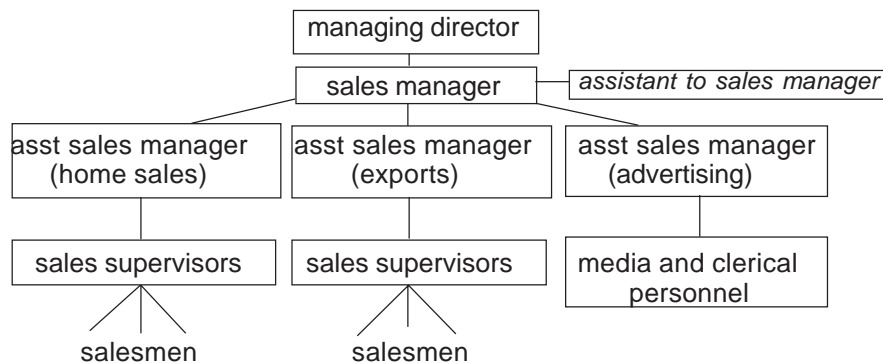 managing director
sales manager
assistant to sales manager
asst sales manager
(home sales)
asst sales manager
(exports)
asst sales manager
(advertising)
sales supervisors
sales supervisors
media and clerical
personnel
salesmen
salesmen